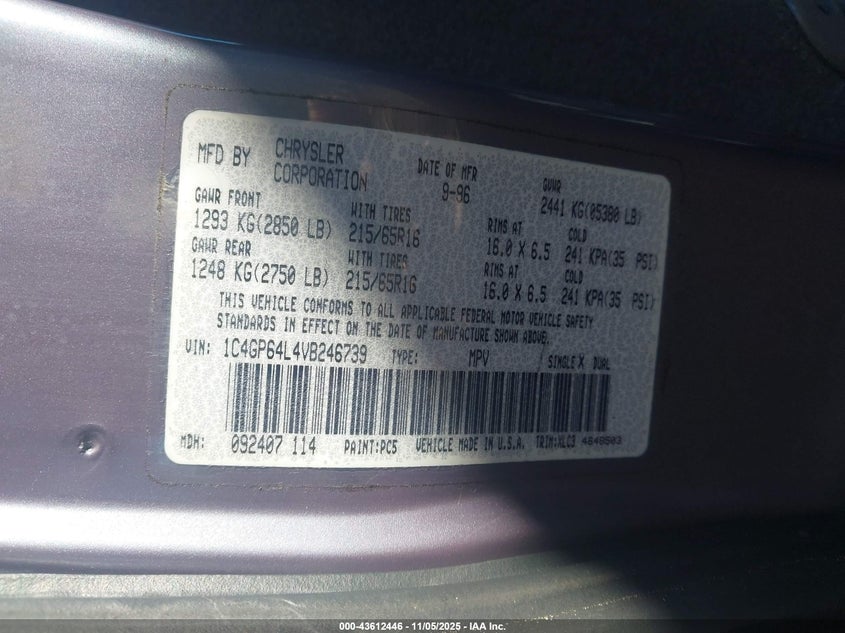 MFD BY CHRYSLER CORPORATION DATE OF MFR 9-96 GVWR 2441 KG(05380 LB)
GAWR FRONT 1293 KG(2850 LB) WITH TIRES 215/65R16 RIMS AT 16.0 X 6.5 COLD 241 KPA(35 PSI)
GAWR REAR 1248 KG(2750 LB) WITH TIRES 215/65R16 RIMS AT 16.0 X 6.5 COLD 241 KPA(35 PSI)
THIS VEHICLE CONFORMS TO ALL APPLICABLE FEDERAL MOTOR VEHICLE SAFETY
STANDARDS IN EFFECT ON THE DATE OF MANUFACTURE SHOWN ABOVE.
VIN: 1C4GP64L4VB246739 TYPE: MPV SINGLE X DUAL
MDH: 092407 114 PAINT:PC5 VEHICLE MADE IN U.S.A. TRIM:XLC3 4648503
000-43612446 - 11/05/2025 - IAA Inc.